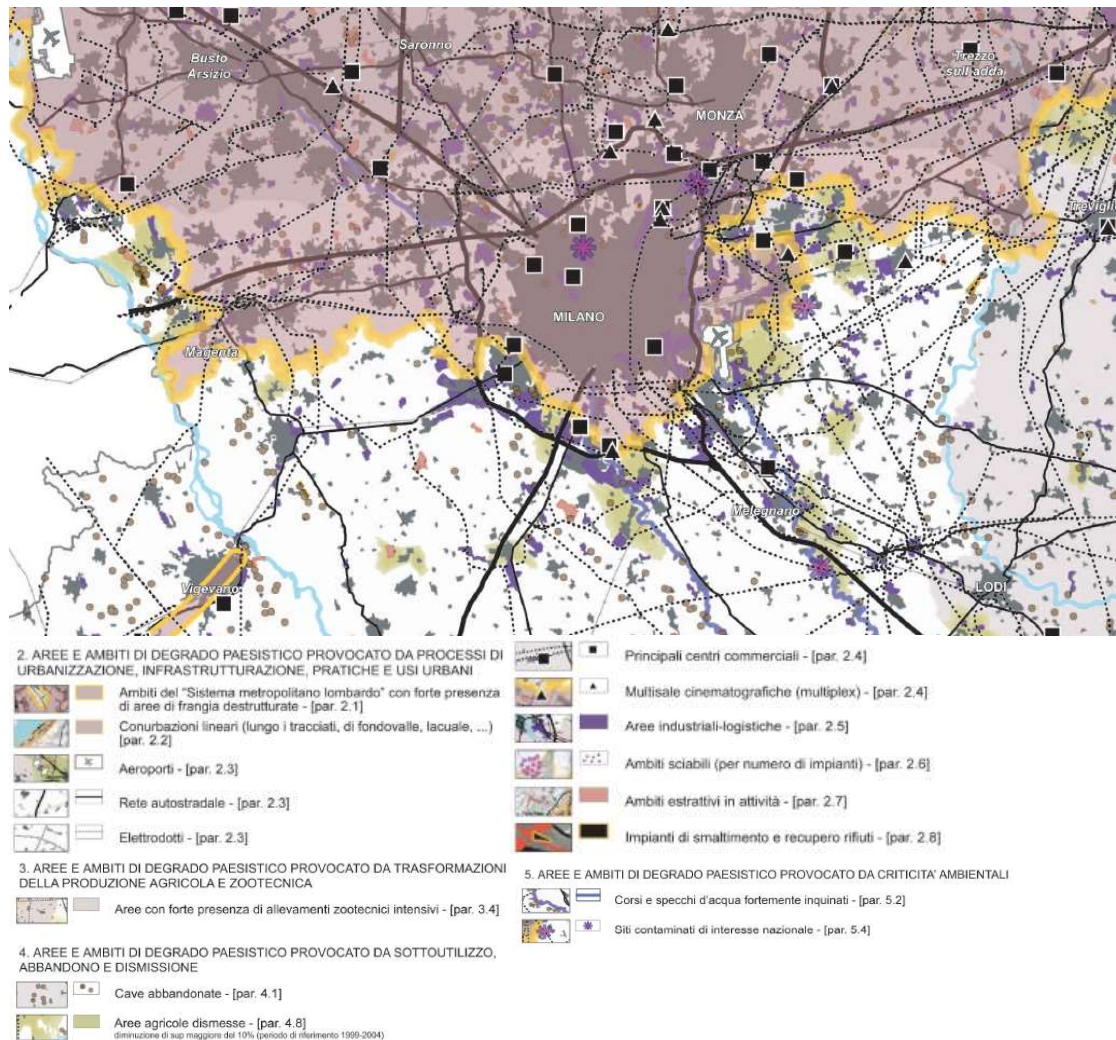 Busto
Arsizio
Saronno
Trezzo
sull'adda
MONZA
Treviglio
MILANO
Magenta
Melegnano
Vigevano
LODI
2. AREE E AMBITI DI DEGRADO PAESISTICO PROVOCATO DA PROCESSI DI
URBANIZZAZIONE, INFRASTRUTTURAZIONE, PRATICHE E USI URBANI
Ambiti del "Sistema metropolitano lombardo" con forte presenza
di aree di frangia destrutturate - [par. 2.1]
Conurbazioni lineari (lungo i tracciati, di fondovalle, lacuale, ...)
[par. 2.2]
Aeroporti - [par. 2.3]
Rete autostradale - [par. 2.3]
Elettrodotti - [par. 2.3]
3. AREE E AMBITI DI DEGRADO PAESISTICO PROVOCATO DA TRASFORMAZIONI
DELLA PRODUZIONE AGRICOLA E ZOOTECNICA
Aree con forte presenza di allevamenti zootecnici intensivi - [par. 3.4]
4. AREE E AMBITI DI DEGRADO PAESISTICO PROVOCATO DA SOTTOUTILIZZO,
ABBANDONO E DISMISSIONE
Cave abbandonate - [par. 4.1]
Aree agricole dismesse - [par. 4.8]
diminuzione di sup maggiore del 10% (periodo di riferimento 1999-2004)
Principali centri commerciali - [par. 2.4]
Multisale cinematografiche (multiplex) - [par. 2.4]
Aree industriali-logistiche - [par. 2.5]
Ambiti sciabili (per numero di impianti) - [par. 2.6]
Ambiti estrattivi in attività - [par. 2.7]
Impianti di smaltimento e recupero rifiuti - [par. 2.8]
5. AREE E AMBITI DI DEGRADO PAESISTICO PROVOCATO DA CRITICITA' AMBIENTALI
Corsi e specchi d'acqua fortemente inquinati - [par. 5.2]
Siti contaminati di interesse nazionale - [par. 5.4]